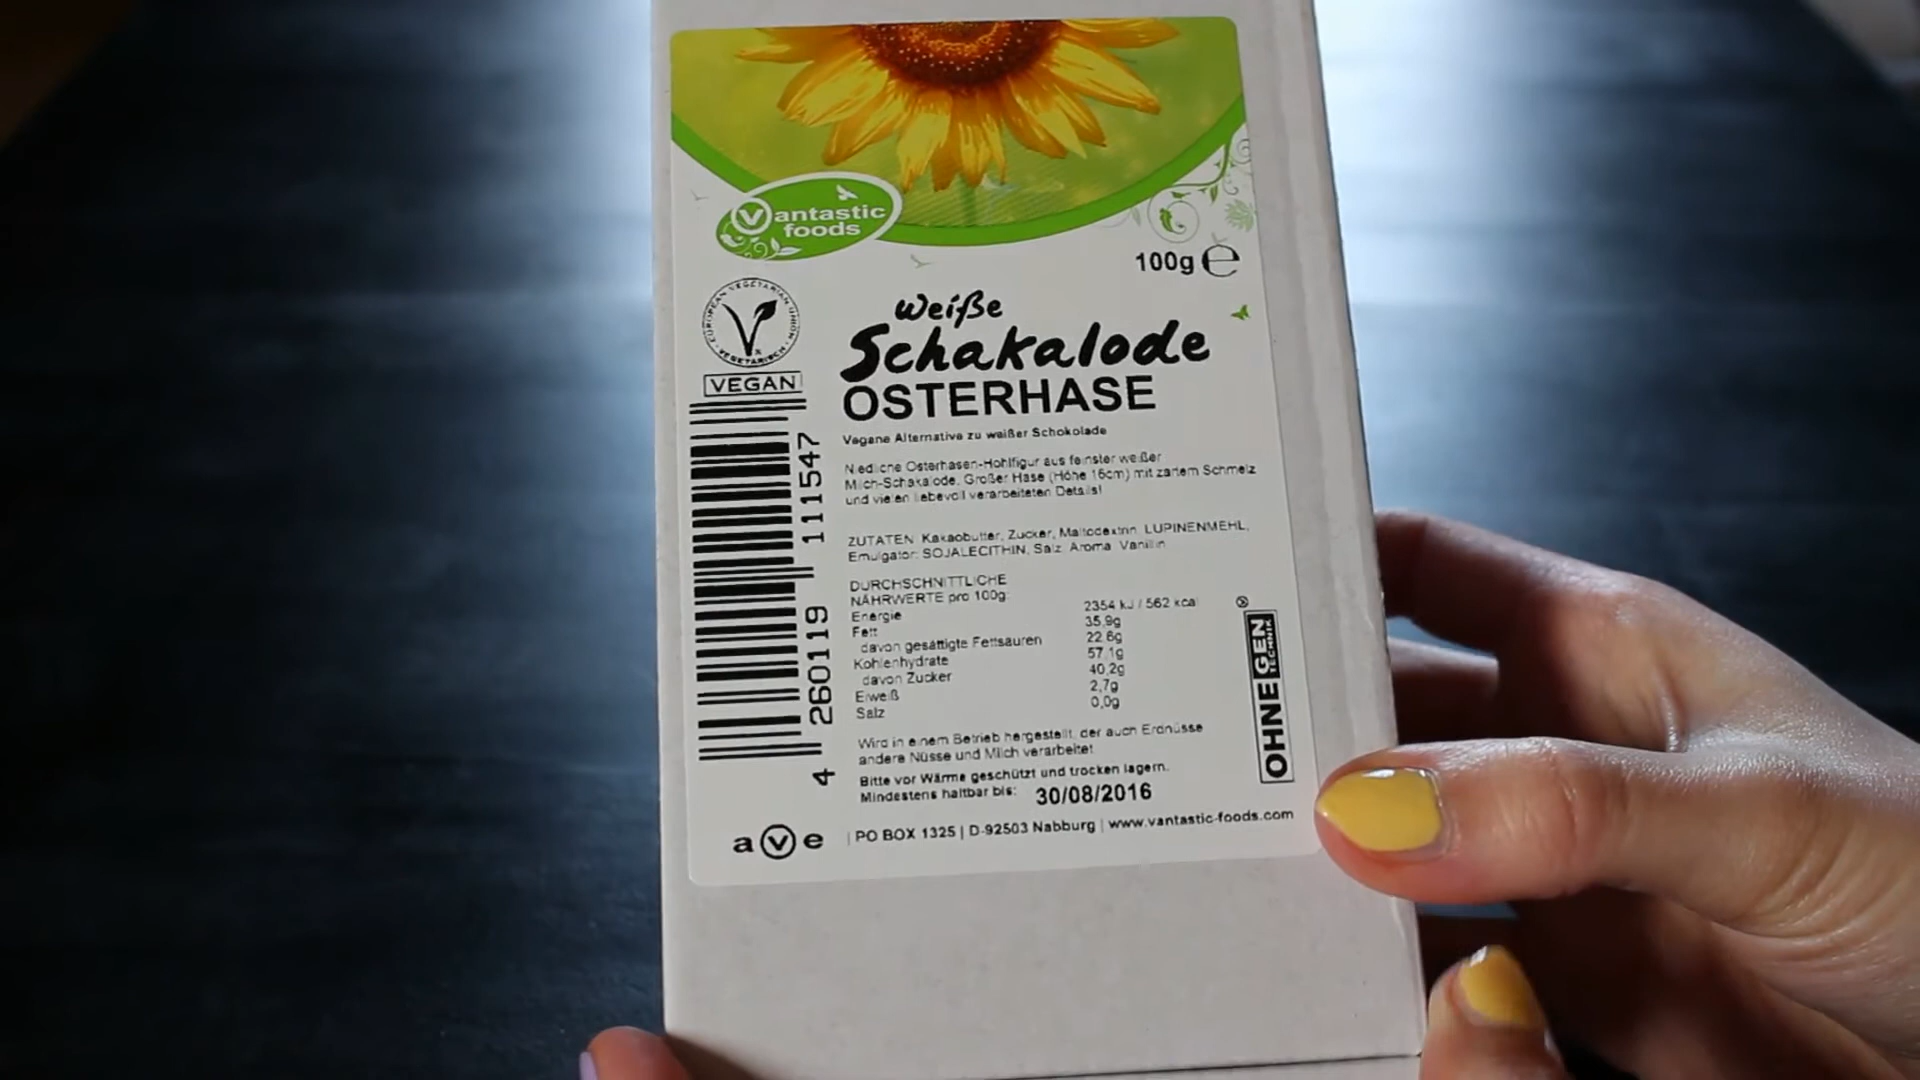 Vantastic
foods
100g e
EUROPEAN VEGETARIAN UNION
VEGETARISCH
VEGAN
Weiße
Schakalode
OSTERHASE
Vegane Alternative zu weißer Schokolade
Niedliche Osterhasen-Hohlfigur aus feinster weißer
Milch-Schakalode. Großer Hase (Höhe 16cm) mit zartem Schmelz
und vielen liebevoll verarbeiteten Details!
ZUTATEN: Kakaobutter, Zucker, Maltodextrin, LUPINENMEHL,
Emulgator: SOJALECITHIN, Salz, Aroma: Vanillin
DURCHSCHNITTLICHE
NÄHRWERTE pro 100g:
Energie 2354 kJ / 562 kcal
Fett 35,9g
davon gesättigte Fettsäuren 22,6g
Kohlenhydrate 57,1g
davon Zucker 40,2g
Eiweiß 2,7g
Salz 0,0g
Wird in einem Betrieb hergestellt, der auch Erdnüsse
andere Nüsse und Milch verarbeitet
Bitte vor Wärme geschützt und trocken lagern.
Mindestens haltbar bis: 30/08/2016
ave | PO BOX 1325 | D-92503 Nabburg | www.vantastic-foods.com
4 260119 111547
OHNE GEN
TECHNIK